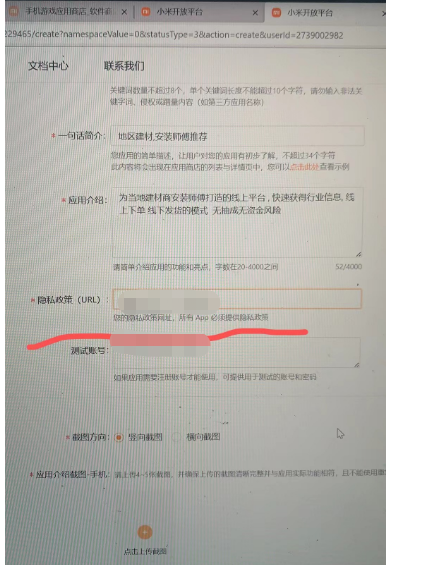 手机游戏应用商店_软件商
小米开放平台
小米开放平台
229465/create?namespaceValue=0&statusType=3&action=create&userId=2739002982
文档中心 联系我们
关键词数量不超过8个，单个关键词长度不能超过10个字符，请勿输入非法关
键字词、侵权或踏量内容（如第三方应用名称）
* 一句话简介： 地区建材,安装师傅推荐
您应用的简单描述，让用户对您的应用有初步了解，不超过34个字符
此内容将会出现在应用商店的列表与详情页中，您可以点击此处查看示例
* 应用介绍： 为当地建材商安装师傅打造的线上平台 , 快速获得行业信息, 线
上下单 线下发货的模式 无抽成无资金风险
请简单介绍应用的功能和亮点，字数在20-4000之间 52/4000
* 隐私政策（URL）：
您的隐私政策网址，所有 App 必须提供隐私政策
测试账号：
如果应用需要注册账号才能使用，可提供用于测试的账号和密码
* 截图方向： 竖向截图 横向截图
* 应用介绍截图-手机： 请上传4-5张截图，并确保上传的截图清晰完整并与应用实际功能相符，且不能使用
点击上传截图